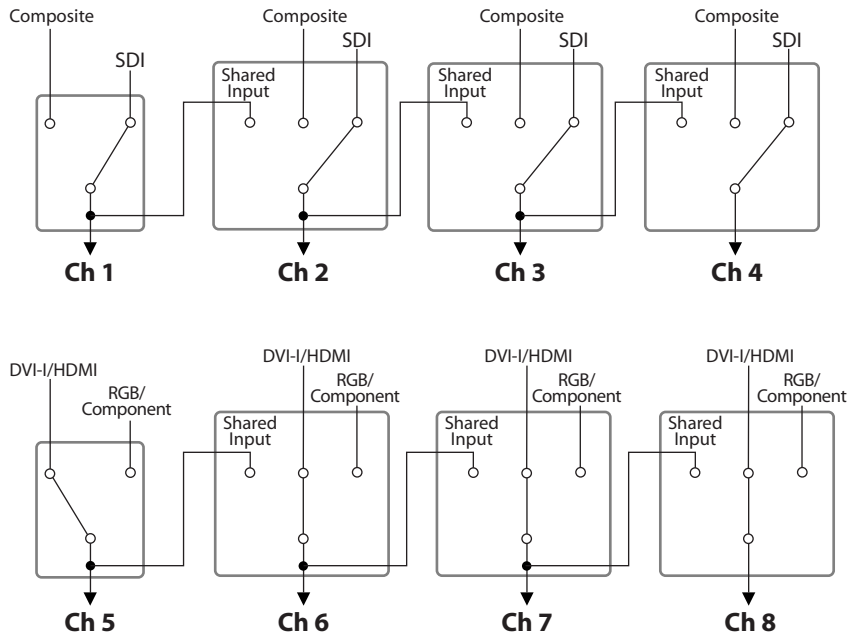 Composite
SDI
Ch 1
Composite
SDI
Shared
Input
Ch 2
Composite
SDI
Shared
Input
Ch 3
Composite
SDI
Shared
Input
Ch 4
DVI-I/HDMI
RGB/
Component
Ch 5
DVI-I/HDMI
RGB/
Component
Shared
Input
Ch 6
DVI-I/HDMI
RGB/
Component
Shared
Input
Ch 7
DVI-I/HDMI
RGB/
Component
Shared
Input
Ch 8